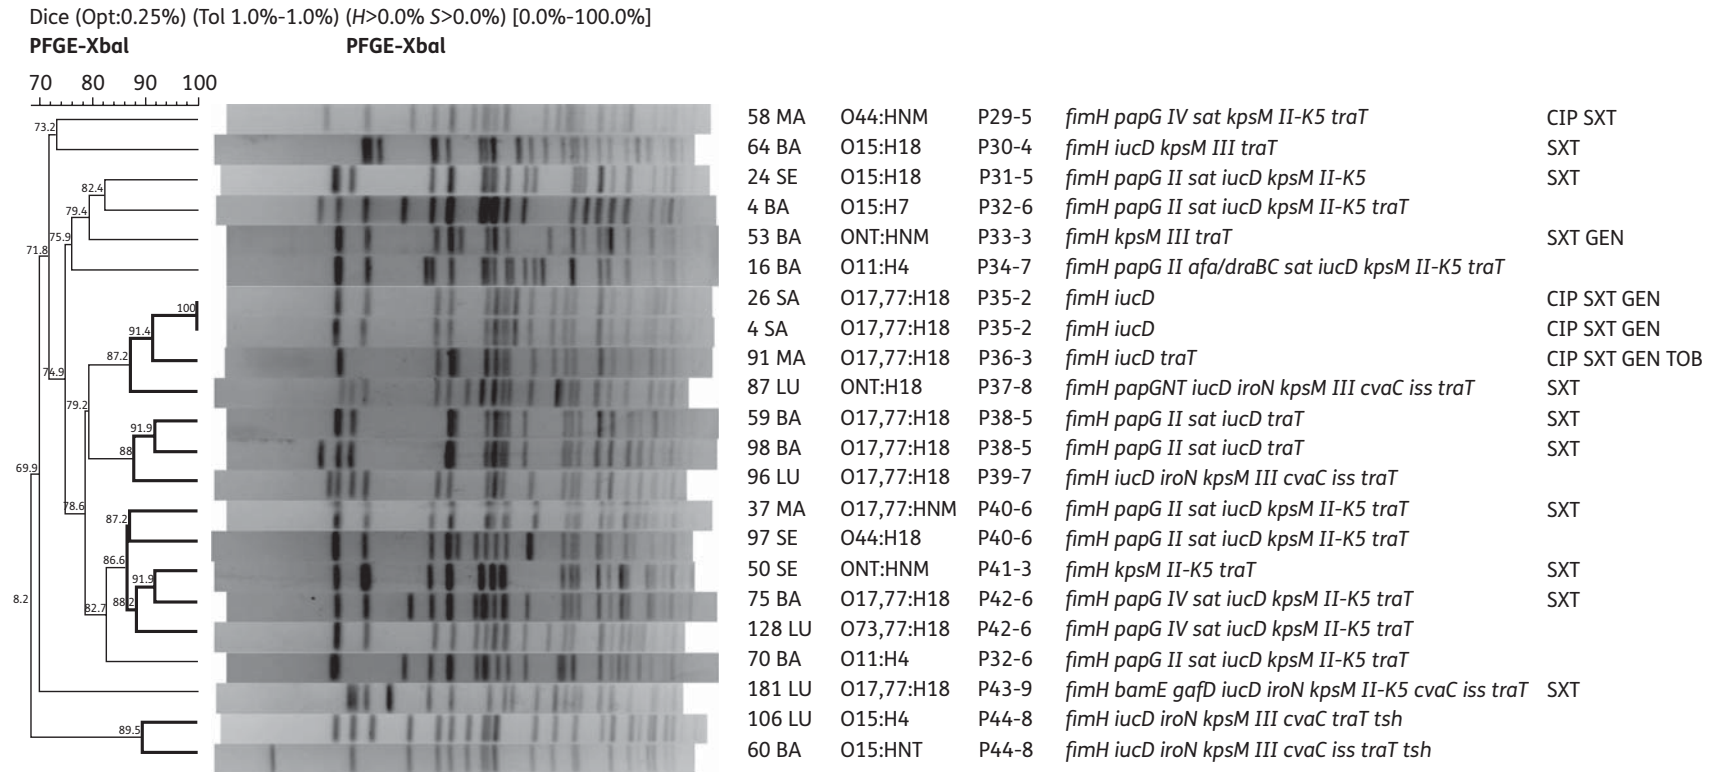 Dice (Opt:0.25%) (Tol 1.0%-1.0%) (H>0.0% S>0.0%) [0.0%-100.0%]
PFGE-XbaI PFGE-XbaI
70 80 90 100
58 MA O44:HNM P29-5 fimH papG IV sat kpsM II-K5 traT CIP SXT
73.2
64 BA O15:H18 P30-4 fimH iucD kpsM III traT SXT
24 SE O15:H18 P31-5 fimH papG II sat iucD kpsM II-K5 SXT
82.4
4 BA O15:H7 P32-6 fimH papG II sat iucD kpsM II-K5 traT
79.4
53 BA ONT:HNM P33-3 fimH kpsM III traT SXT GEN
75.9
71.8
16 BA O11:H4 P34-7 fimH papG II afa/draBC sat iucD kpsM II-K5 traT
26 SA O17,77:H18 P35-2 fimH iucD CIP SXT GEN
100
4 SA O17,77:H18 P35-2 fimH iucD CIP SXT GEN
91.4
91 MA O17,77:H18 P36-3 fimH iucD traT CIP SXT GEN TOB
87.2
74.9
87 LU ONT:H18 P37-8 fimH papGNT iucD iroN kpsM III cvaC iss traT SXT
79.2
59 BA O17,77:H18 P38-5 fimH papG II sat iucD traT SXT
91.9
98 BA O17,77:H18 P38-5 fimH papG II sat iucD traT SXT
88
69.9
96 LU O17,77:H18 P39-7 fimH iucD iroN kpsM III cvaC iss traT
78.6
37 MA O17,77:HNM P40-6 fimH papG II sat iucD kpsM II-K5 traT SXT
87.2
97 SE O44:H18 P40-6 fimH papG II sat iucD kpsM II-K5 traT
86.6
50 SE ONT:HNM P41-3 fimH kpsM II-K5 traT SXT
91.9
8.2 82.7 88.2
75 BA O17,77:H18 P42-6 fimH papG IV sat iucD kpsM II-K5 traT SXT
128 LU O73,77:H18 P42-6 fimH papG IV sat iucD kpsM II-K5 traT
70 BA O11:H4 P32-6 fimH papG II sat iucD kpsM II-K5 traT
181 LU O17,77:H18 P43-9 fimH bamE gafD iucD iroN kpsM II-K5 cvaC iss traT SXT
106 LU O15:H4 P44-8 fimH iucD iroN kpsM III cvaC traT tsh
89.5
60 BA O15:HNT P44-8 fimH iucD iroN kpsM III cvaC iss traT tsh